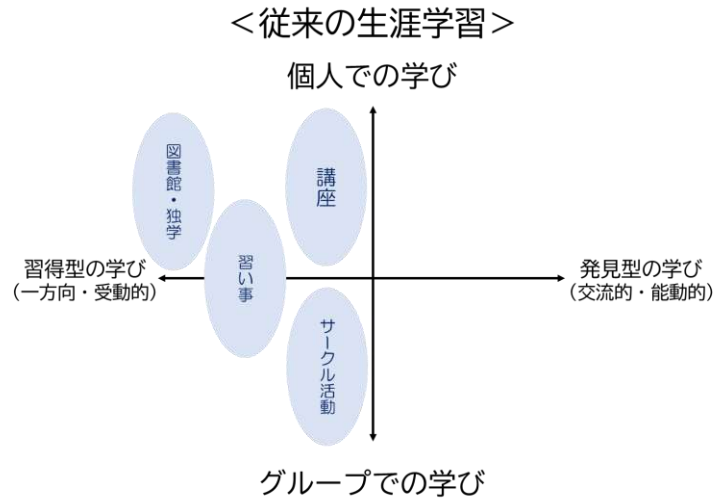 ＜従来の生涯学習＞
個人での学び
図書館・独学
講座
習い事
習得型の学び
（一方向・受動的）
発見型の学び
（交流的・能動的）
サークル活動
グループでの学び